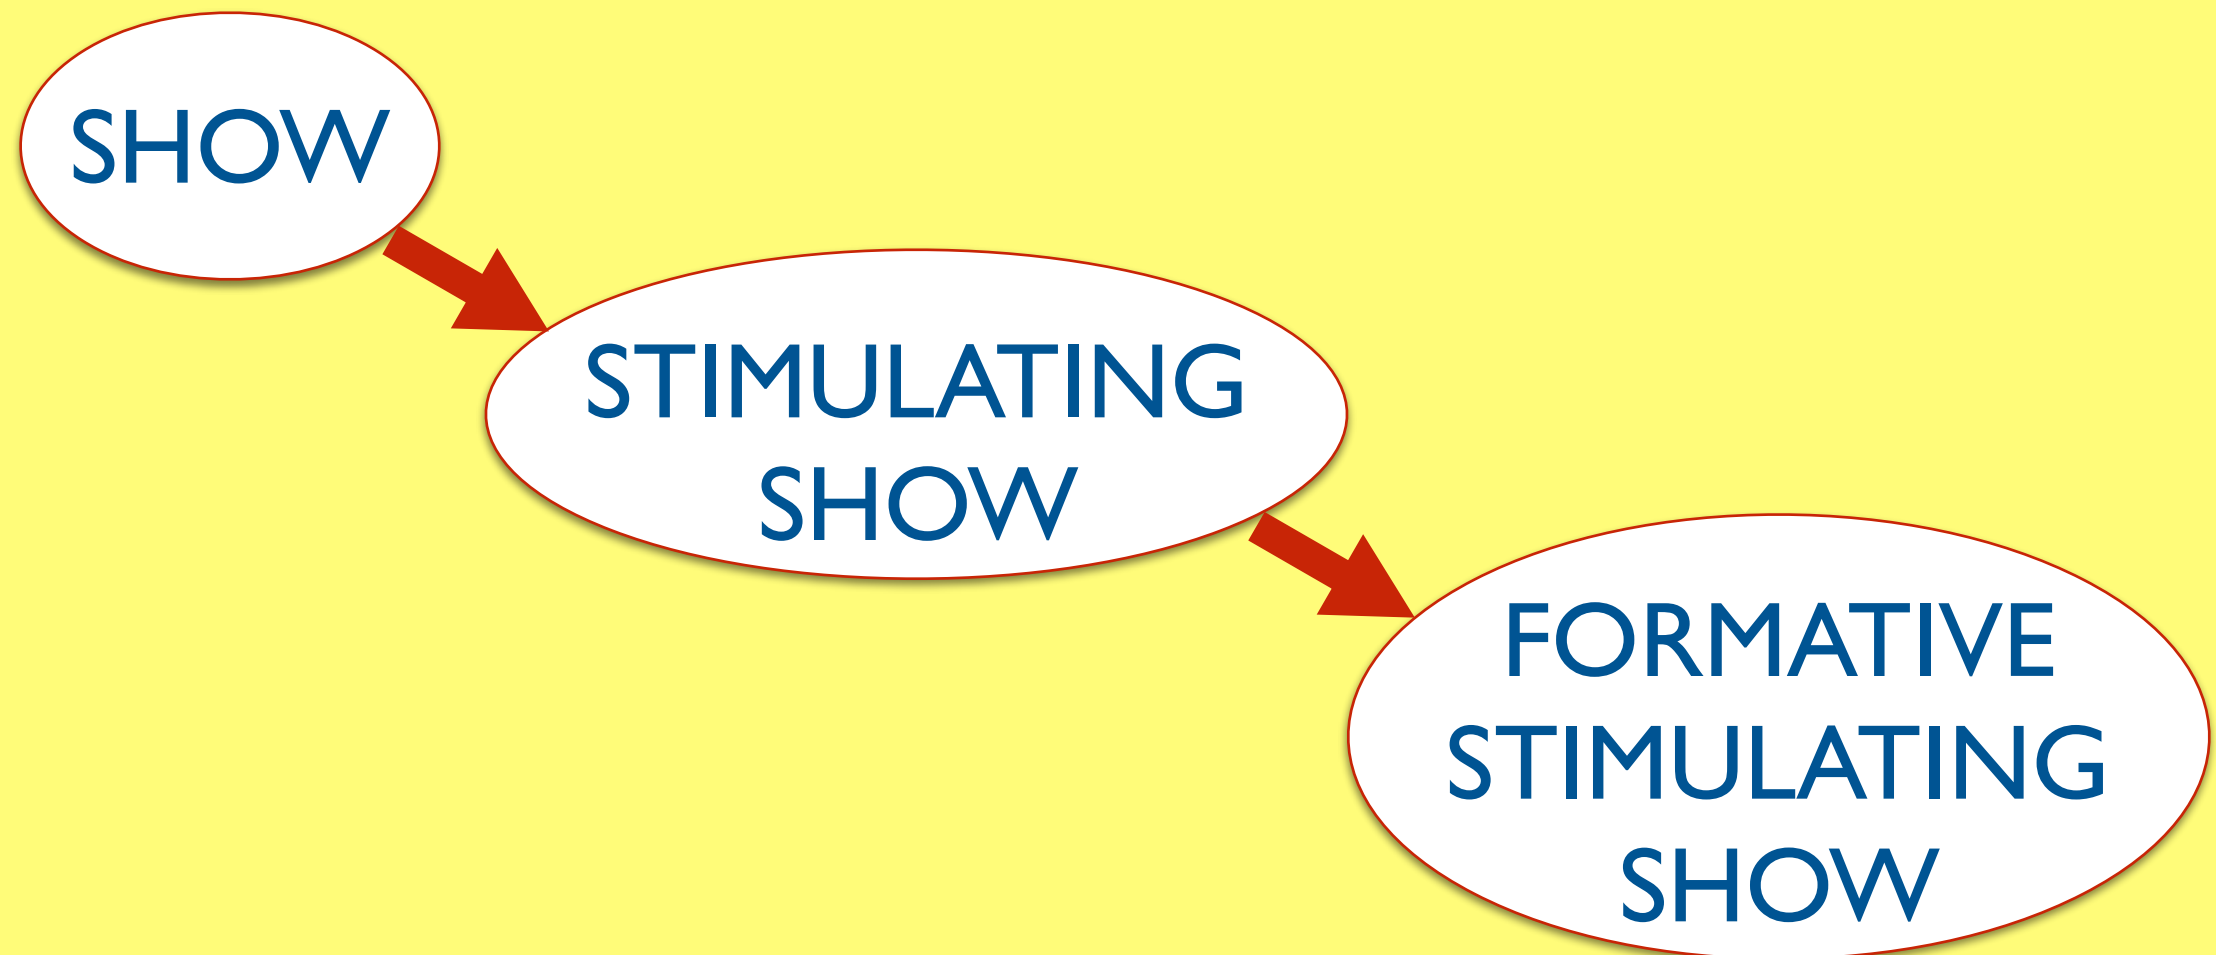 SHOW
STIMULATING
SHOW
FORMATIVE
STIMULATING
SHOW